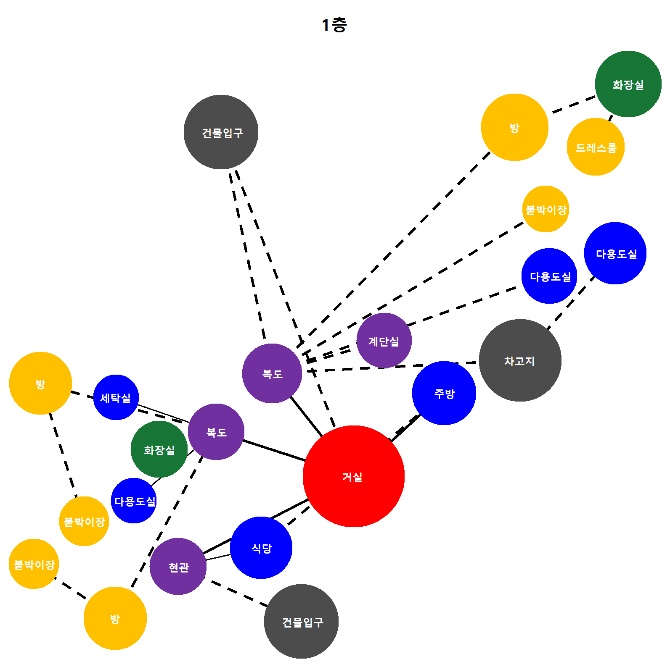 1층
화장실
방
건물입구
드레스룸
붙박이장
다용도실
다용도실
계단실
차고지
복도
방
주방
세탁실
복도
화장실
거실
다용도실
붙박이장
식당
붙박이장
현관
방
건물입구